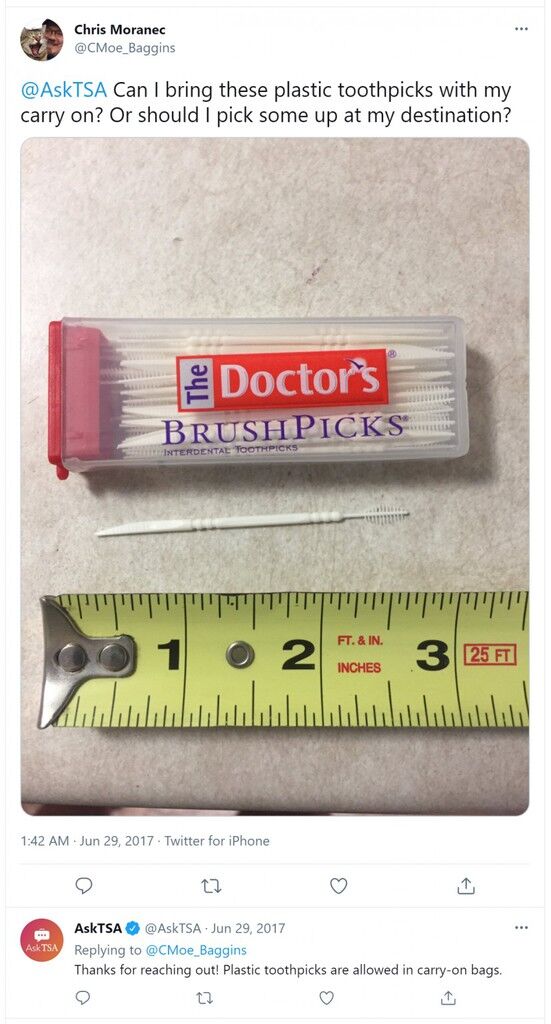 Chris Moranec
@CMoe_Baggins
@AskTSA Can I bring these plastic toothpicks with my
carry on? Or should I pick some up at my destination?
The Doctor's®
BRUSHPICKS®
INTERDENTAL TOOTHPICKS
1 2 FT. & IN. 3 25 FT
INCHES
1:42 AM · Jun 29, 2017 · Twitter for iPhone
AskTSA @AskTSA · Jun 29, 2017
AskTSA
Replying to @CMoe_Baggins
Thanks for reaching out! Plastic toothpicks are allowed in carry-on bags.